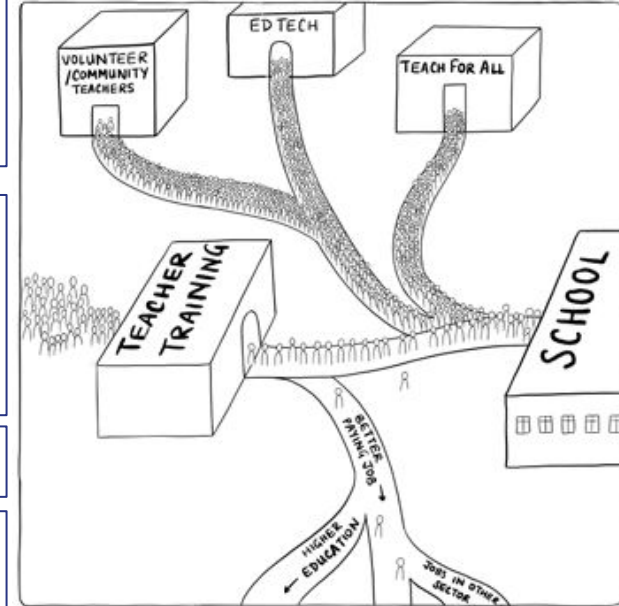 VOLUNTEER
/COMMUNITY
TEACHERS
ED TECH
TEACH FOR ALL
TEACHER
TRAINING
SCHOOL
BETTER
PAYING JOB
HIGHER
EDUCATION
JOBS IN OTHER
SECTOR